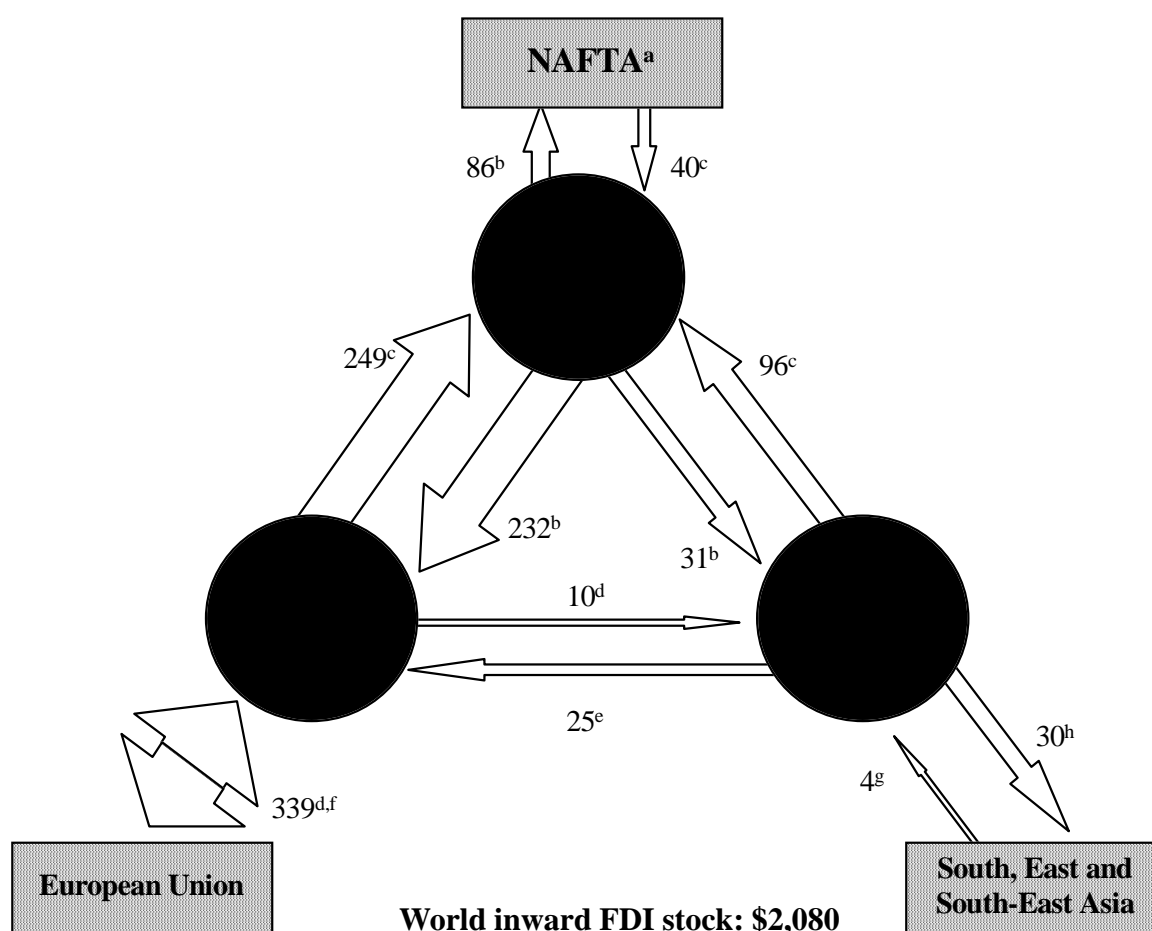 NAFTAᵃ
86ᵇ
40ᶜ
249ᶜ
96ᶜ
232ᵇ
31ᵇ
10ᵈ
25ᵉ
30ʰ
4ᵍ
339ᵈ,ᶠ
European Union
South, East and
South-East Asia
World inward FDI stock: $2,080